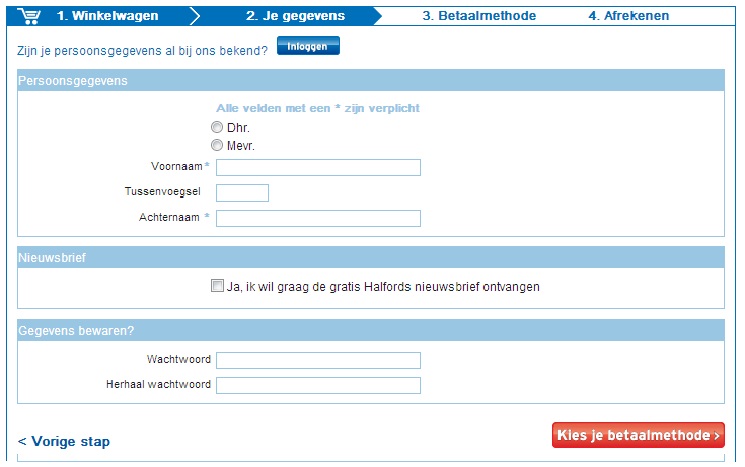 1. Winkelwagen 2. Je gegevens 3. Betaalmethode 4. Afrekenen
Zijn je persoonsgegevens al bij ons bekend? Inloggen
Persoonsgegevens
Alle velden met een * zijn verplicht
Dhr.
Mevr.
Voornaam *
Tussenvoegsel
Achternaam *
Nieuwsbrief
Ja, ik wil graag de gratis Halfords nieuwsbrief ontvangen
Gegevens bewaren?
Wachtwoord
Herhaal wachtwoord
< Vorige stap Kies je betaalmethode >